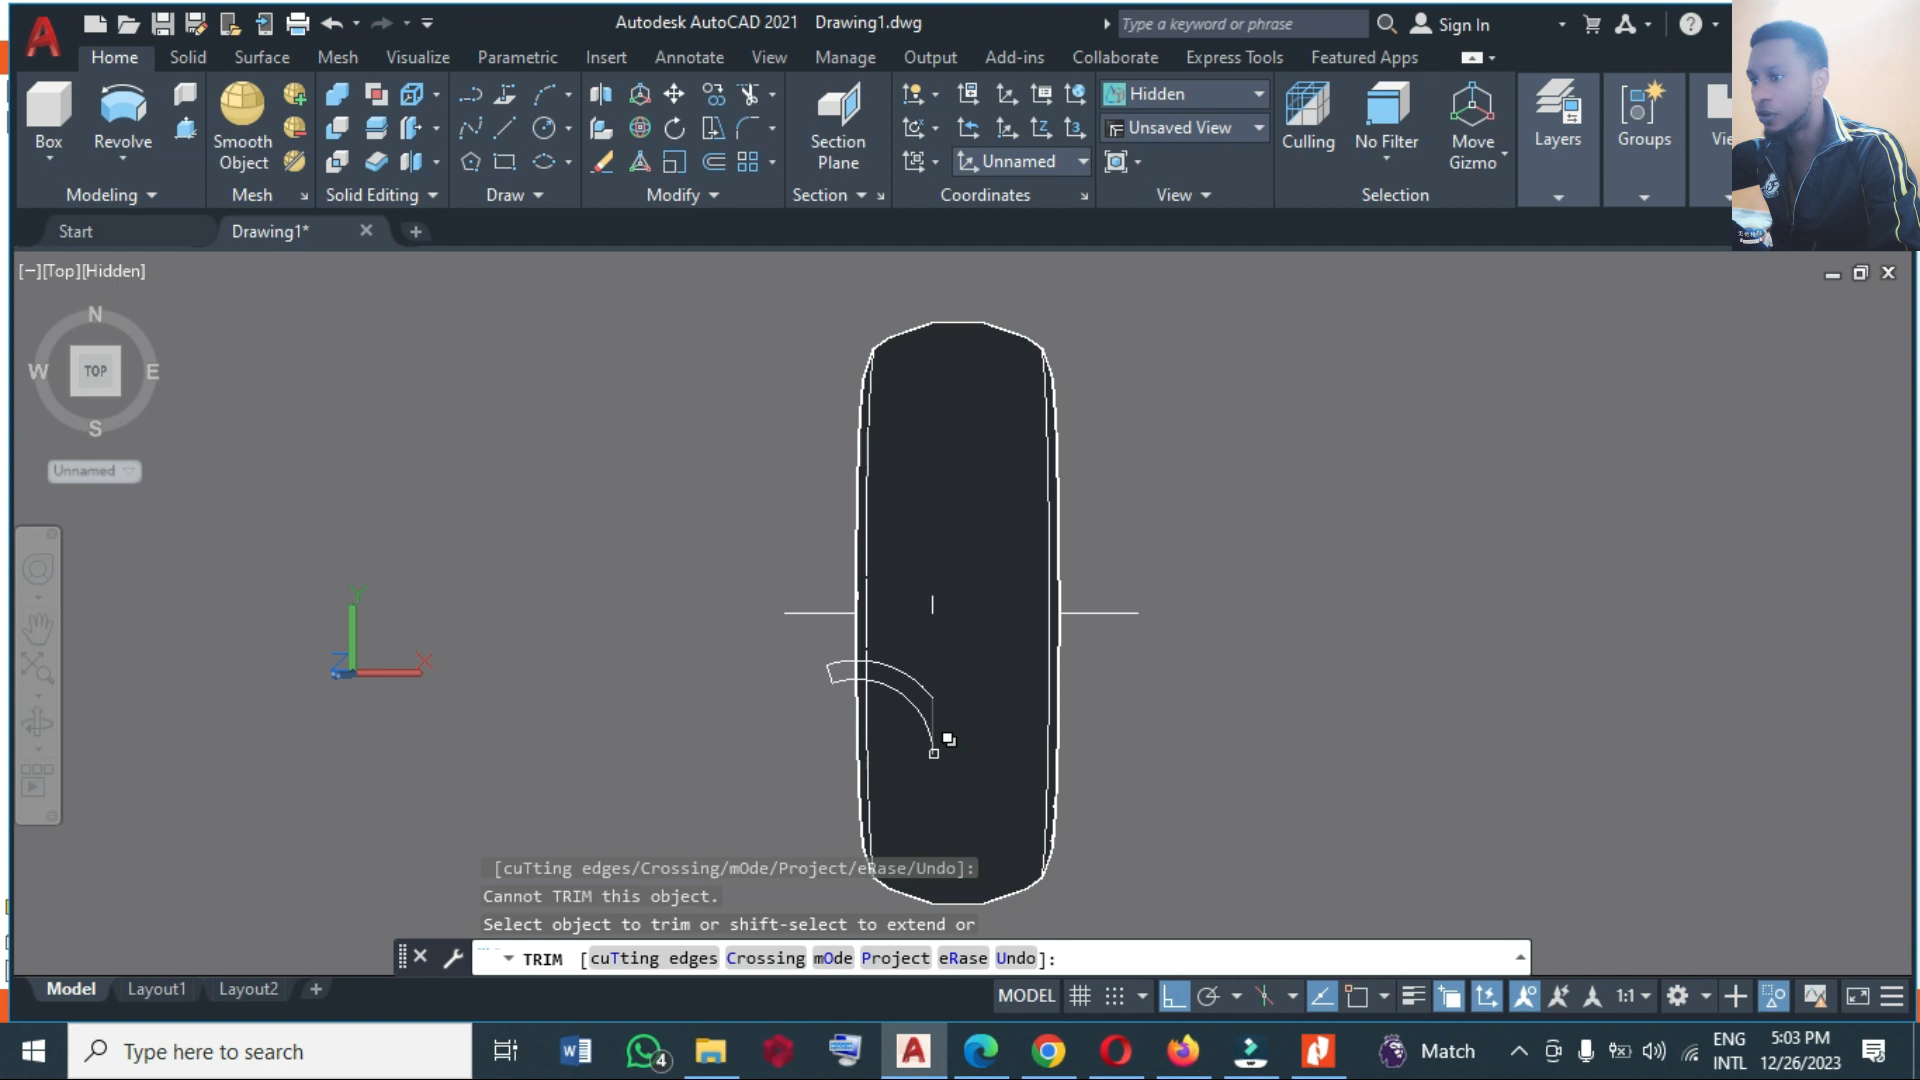 Autodesk AutoCAD 2021 Drawing1.dwg
Type a keyword or phrase
Sign In
Home Solid Surface Mesh Visualize Parametric Insert Annotate View Manage Output Add-ins Collaborate Express Tools Featured Apps
Box
Revolve
Smooth Object
Section Plane
Hidden
Unsaved View
Unnamed
Culling
No Filter
Move Gizmo
Layers
Groups
Modeling
Mesh
Solid Editing
Draw
Modify
Section
Coordinates
View
Selection
Start
Drawing1*
[−][Top][Hidden]
N
W
TOP
E
S
Unnamed
Y
Z
X
[cuTting edges/Crossing/mOde/Project/eRase/Undo]:
Cannot TRIM this object.
Select object to trim or shift-select to extend or
TRIM [cuTting edges Crossing mOde Project eRase Undo]:
Model Layout1 Layout2
MODEL
1:1
Type here to search
4
Match
ENG
INTL
5:03 PM
12/26/2023